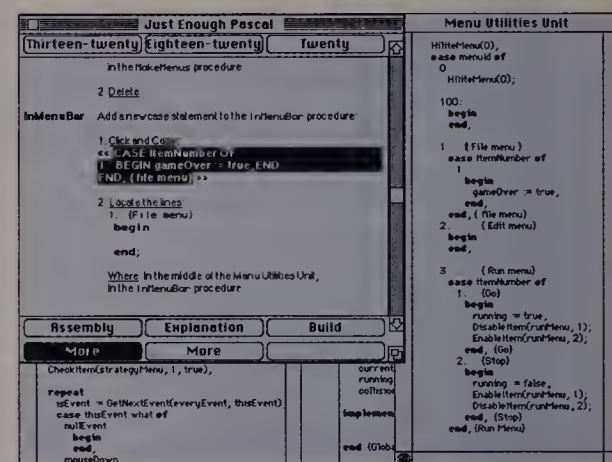 Just Enough Pascal
Thirteen-twenty Eighteen-twenty Twenty
in the MakeMenus procedure
2 Delete
InMenuBar Add a new case statement to the InMenuBar procedure:
1. Click and Copy:
<< CASE ItemNumber Of
1: BEGIN gameOver := true; END
END; {file menu} >>
2 Locate the lines:
1: {File menu}
begin
end;
Where In the middle of the Menu Utilities Unit,
in the InMenuBar procedure
Assembly Explanation Build
More More
CheckItem(strategyMenu, 1, true);
repeat
isEvent := GetNextEvent(everyEvent, thisEvent)
case thisEvent.what of
nullEvent
begin
end;
mouseDown
current
running
collision
implemen
end {Globa
Menu Utilities Unit
HiliteMenu(0);
case menuid of
0
HiliteMenu(0);
100:
begin
end;
1 {File menu}
case ItemNumber of
1
begin
gameOver := true;
end;
end; {file menu}
2: {Edit menu}
begin
end;
3 {Run menu}
case ItemNumber of
1: {Go}
begin
running := true;
DisableItem(runMenu, 1);
EnableItem(runMenu, 2);
end; {Go}
2: {Stop}
begin
running := false;
EnableItem(runMenu, 1);
DisableItem(runMenu, 2);
end; {Stop}
end; {Run Menu}